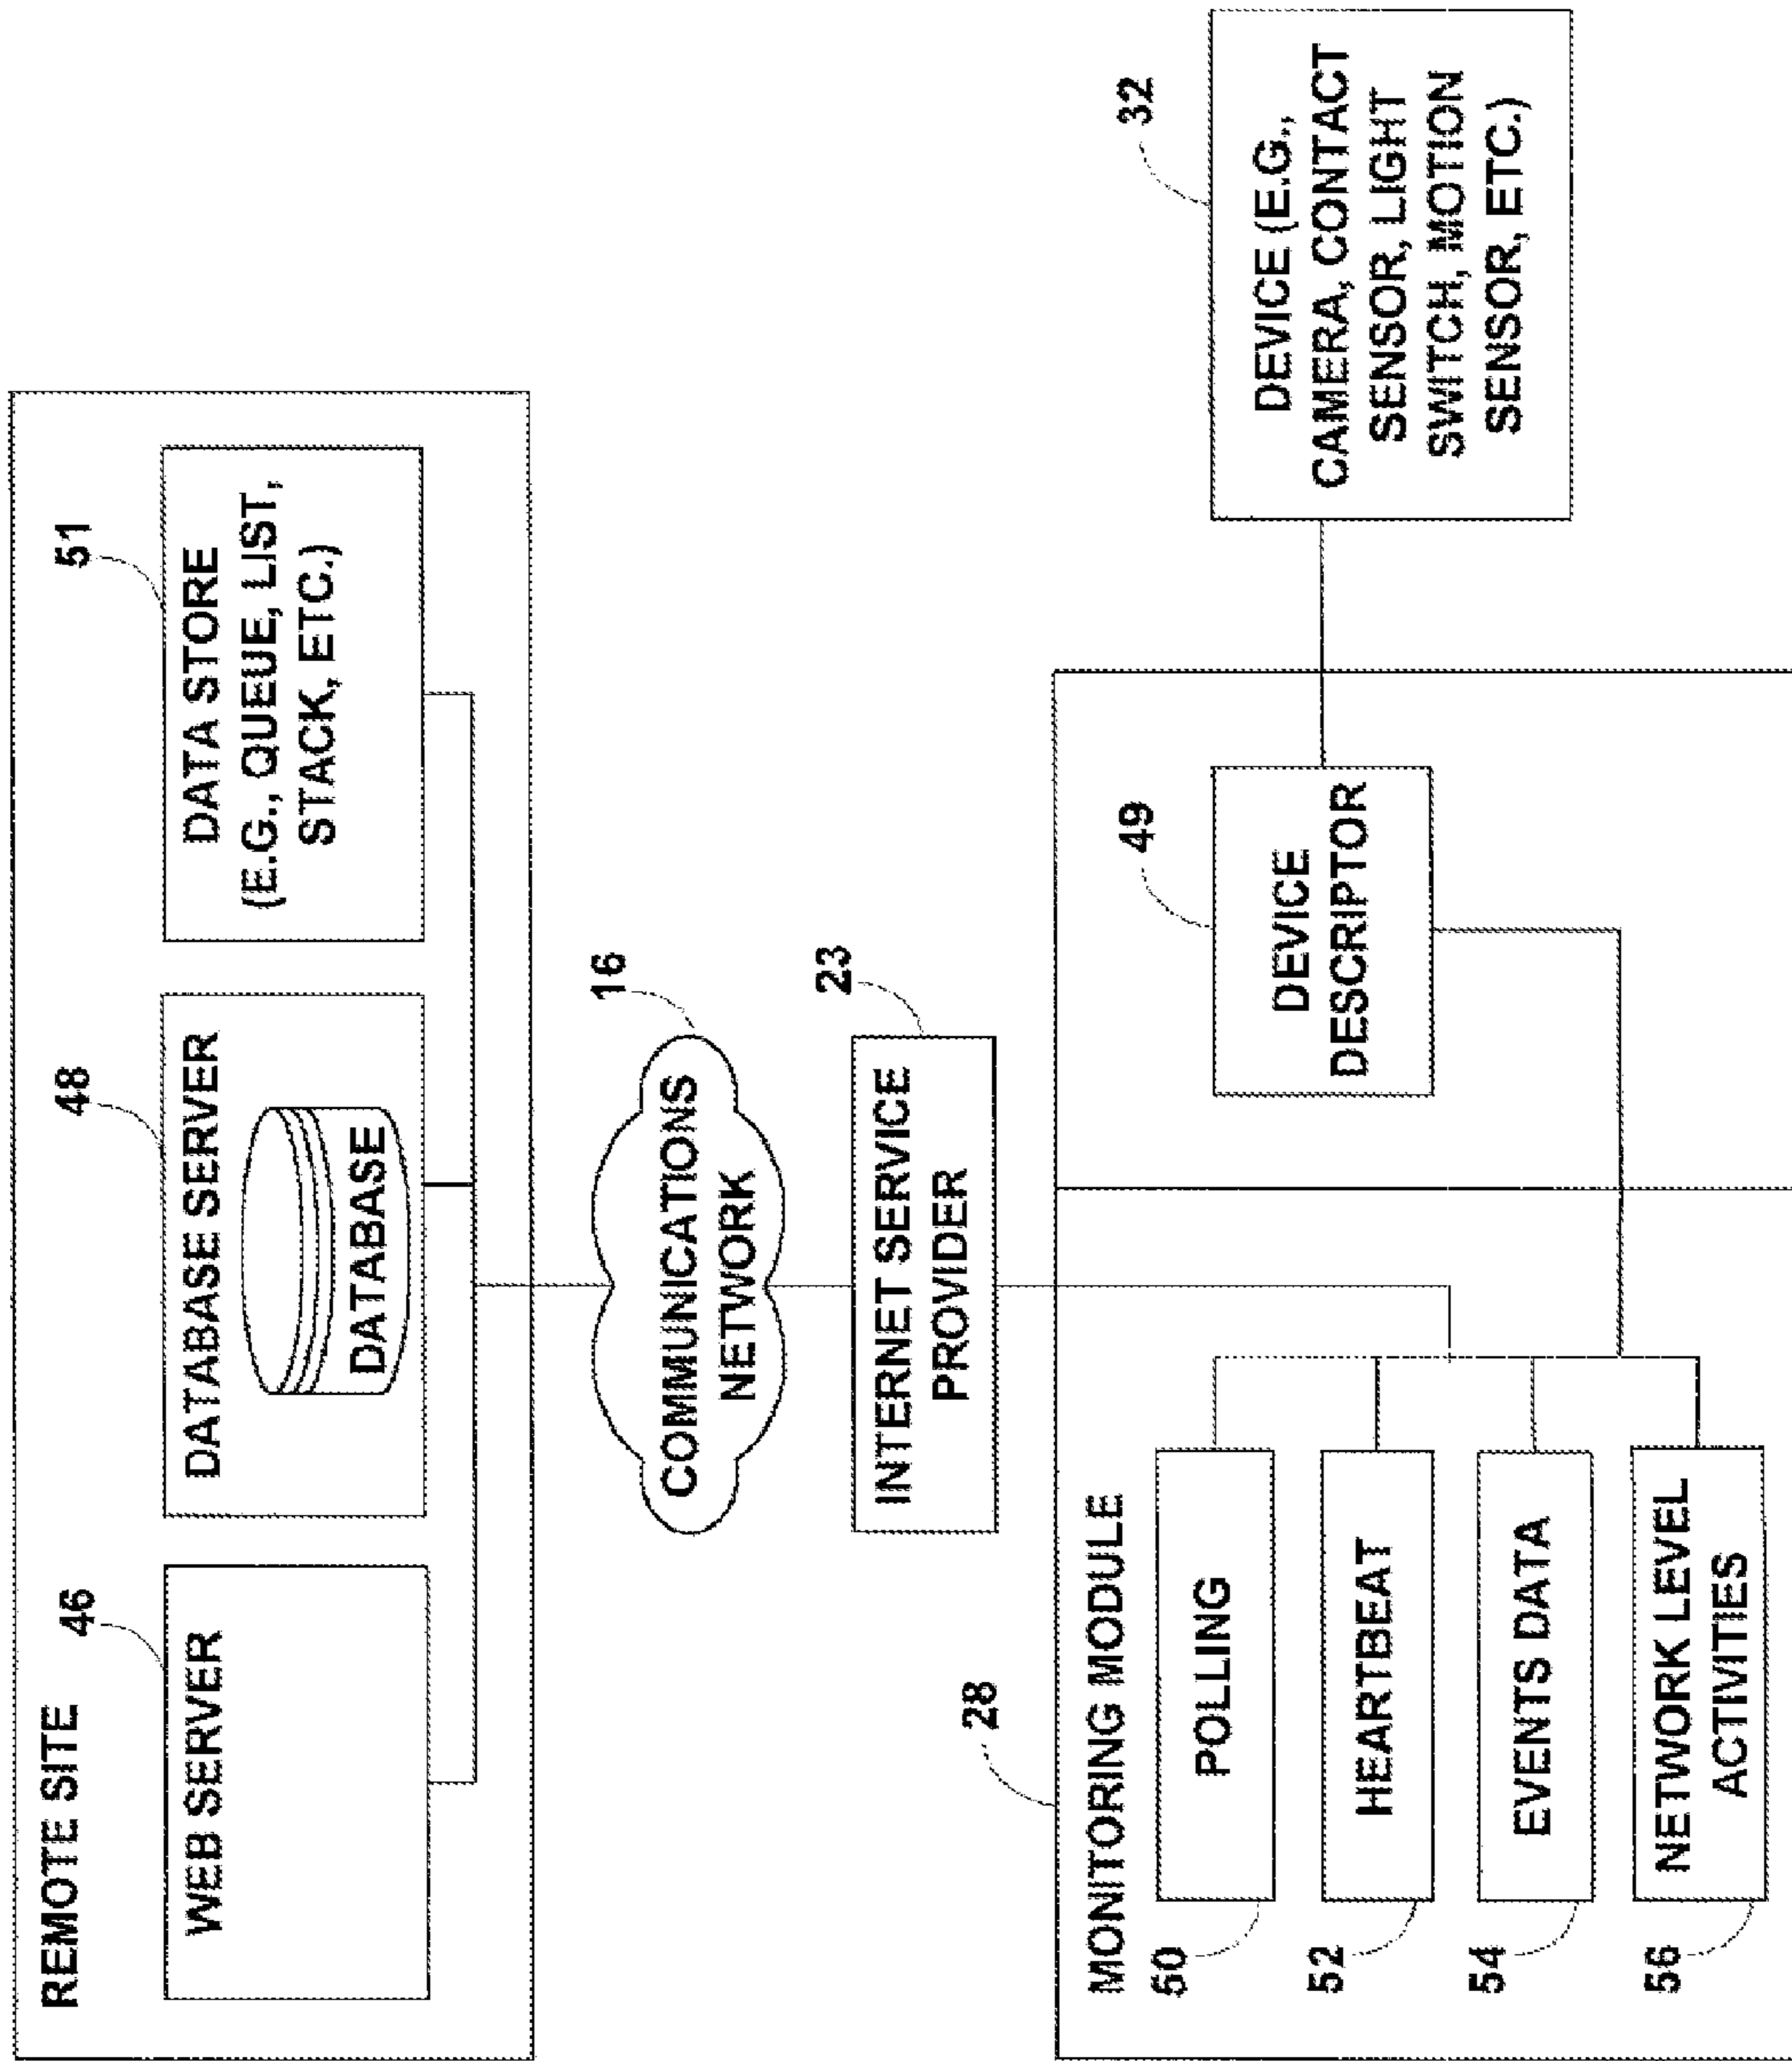 REMOTE SITE
46
WEB SERVER
48
DATABASE SERVER
DATABASE
51
DATA STORE
(E.G., QUEUE, LIST,
STACK, ETC.)
16
COMMUNICATIONS
NETWORK
23
INTERNET SERVICE
PROVIDER
28
MONITORING MODULE
50
POLLING
52
HEARTBEAT
54
EVENTS DATA
56
NETWORK LEVEL
ACTIVITIES
49
DEVICE
DESCRIPTOR
32
DEVICE (E.G.,
CAMERA, CONTACT
SENSOR, LIGHT
SWITCH, MOTION
SENSOR, ETC.)